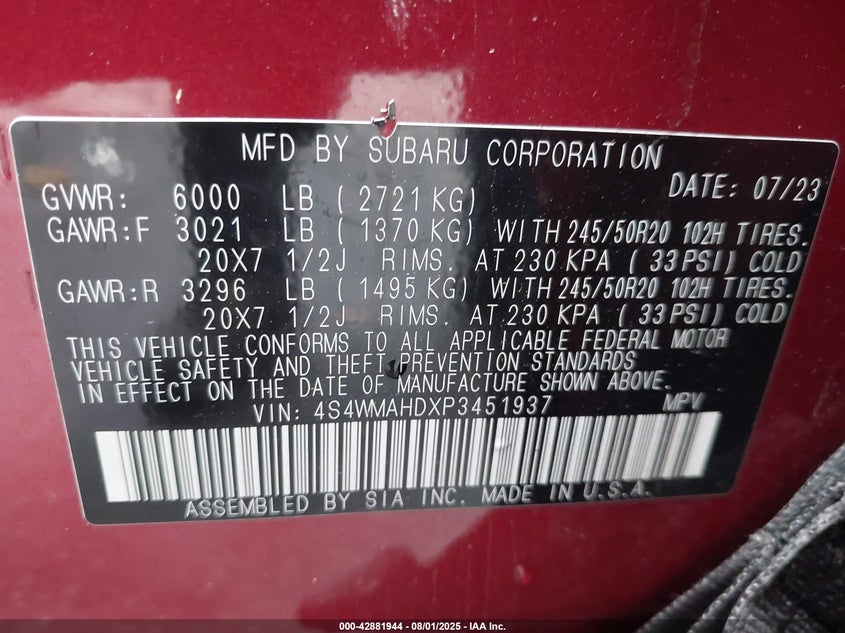 MFD BY SUBARU CORPORATION
DATE: 07/23
GVWR: 6000 LB ( 2721 KG)
GAWR:F 3021 LB ( 1370 KG) WITH 245/50R20 102H TIRES.
20X7 1/2J RIMS. AT 230 KPA ( 33 PSI) COLD
GAWR:R 3296 LB ( 1495 KG) WITH 245/50R20 102H TIRES.
20X7 1/2J RIMS. AT 230 KPA ( 33 PSI) COLD
THIS VEHICLE CONFORMS TO ALL APPLICABLE FEDERAL MOTOR
VEHICLE SAFETY AND THEFT PREVENTION STANDARDS
IN EFFECT ON THE DATE OF MANUFACTURE SHOWN ABOVE.
VIN: 4S4WMAHDXP3451937 MPV
ASSEMBLED BY SIA INC. MADE IN U.S.A.
000-42881944 - 08/01/2025 - IAA Inc.